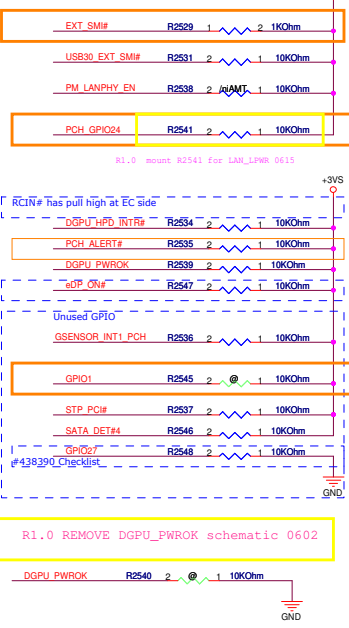 EXT_SMI# R2529 1 2 1KOhm
USB30_EXT_SMI# R2531 2 1 10KOhm
PM_LANPHY_EN R2538 2 /niAMT 1 10KOhm
PCH_GPIO24 R2541 2 1 10KOhm
R1.0 mount R2541 for LAN_LPWR 0615
+3VS
RCIN# has pull high at EC side
DGPU_HPD_INTR# R2534 2 1 10KOhm
PCH_ALERT# R2535 2 1 10KOhm
DGPU_PWROK R2539 2 1 10KOhm
eDP_ON# R2547 2 1 10KOhm
Unused GPIO
GSENSOR_INT1_PCH R2536 2 1 10KOhm
GPIO1 R2545 2 @ 1 10KOhm
STP_PCI# R2537 2 1 10KOhm
SATA_DET#4 R2546 2 1 10KOhm
GPIO27 R2548 2 1 10KOhm
#438390 Checklist
GND
R1.0 REMOVE DGPU_PWROK schematic 0602
DGPU_PWROK R2540 2 @ 1 10KOhm
GND